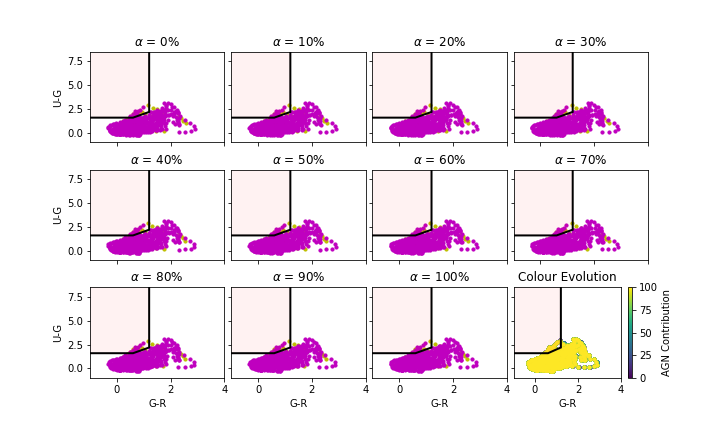 α = 0% α = 10% α = 20% α = 30%
7.5
5.0
2.5
0.0
U-G
α = 40% α = 50% α = 60% α = 70%
7.5
5.0
2.5
0.0
U-G
α = 80% α = 90% α = 100% Colour Evolution
7.5
5.0
2.5
0.0
U-G
100
75
50
25
0
AGN Contribution
0 2 4 0 2 4 0 2 4 0 2 4
G-R G-R G-R G-R